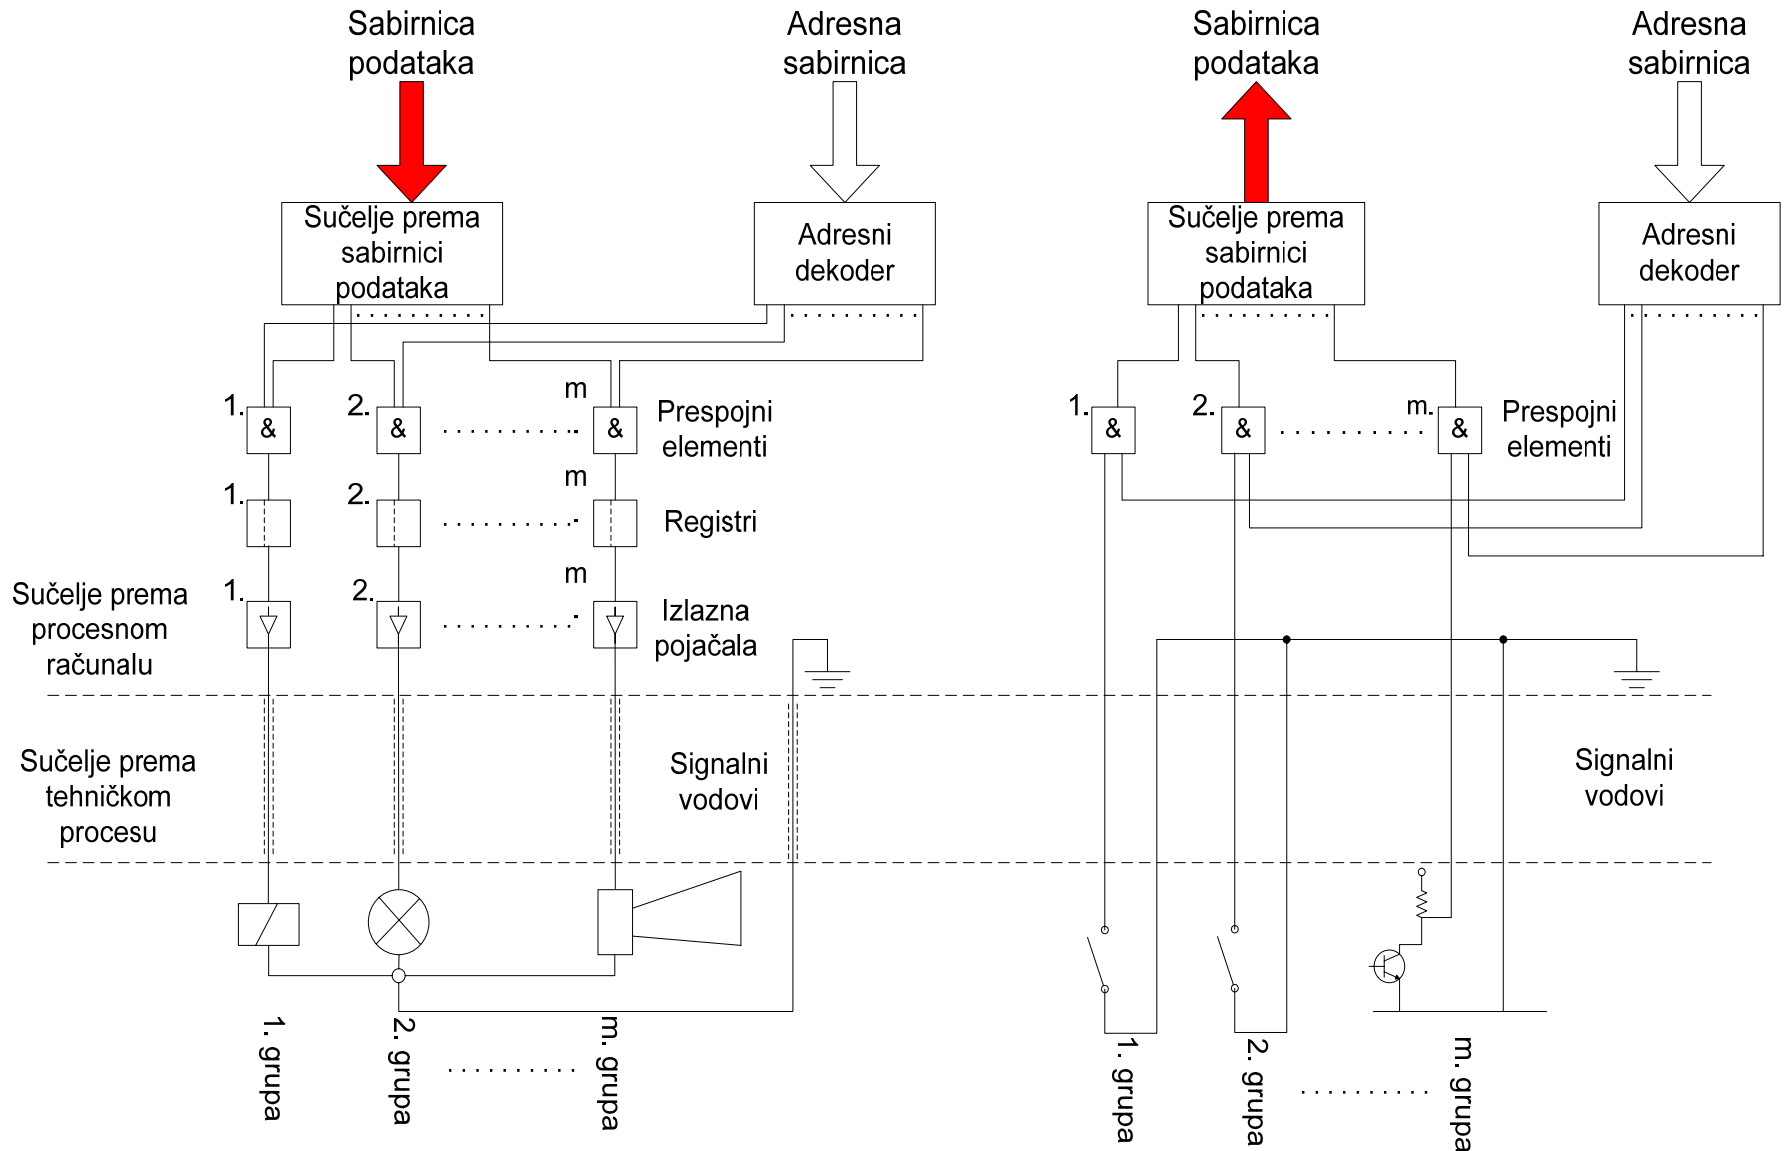 Sabirnica
podataka
Adresna
sabirnica
Sabirnica
podataka
Adresna
sabirnica
Sučelje prema
sabirnici
podataka
Adresni
dekoder
Sučelje prema
sabirnici
podataka
Adresni
dekoder
1.
&
2.
&
m
&
Prespojni
elementi
1.
&
2.
&
m.
&
Prespojni
elementi
1.
2.
m
Registri
1.
2.
m
Izlazna
pojačala
Sučelje prema
procesnom
računalu
Sučelje prema
tehničkom
procesu
Signalni
vodovi
Signalni
vodovi
1. grupa
2. grupa
m. grupa
1. grupa
2. grupa
m. grupa